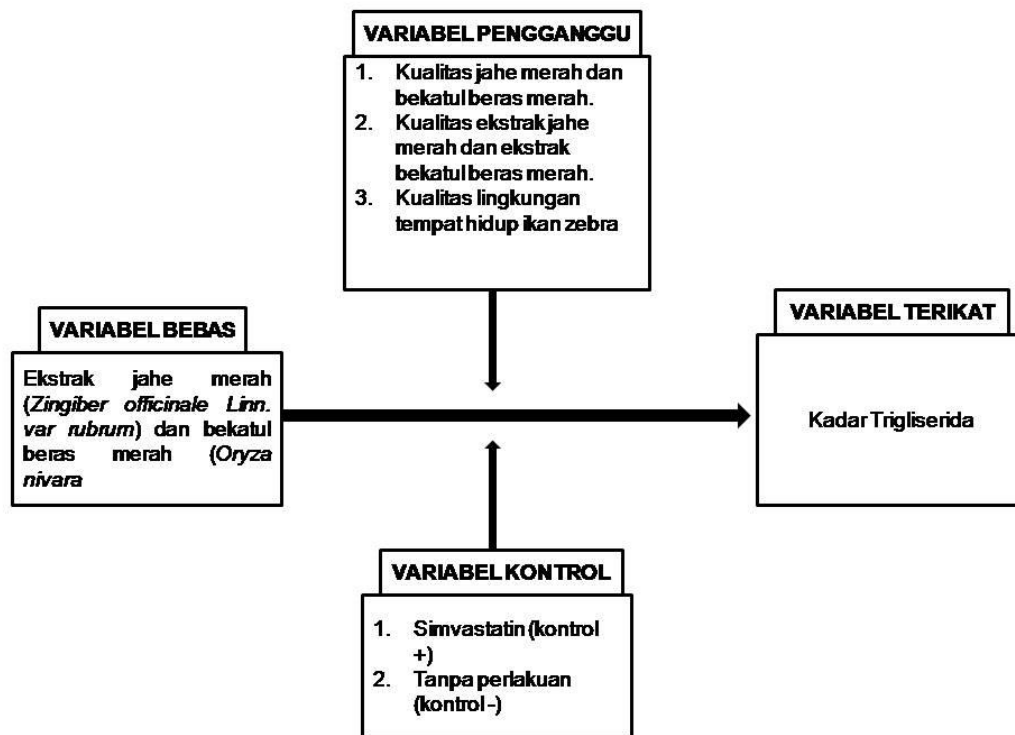 VARIABEL PENGGANGGU
1. Kualitas jahe merah dan
bekatul beras merah.
2. Kualitas ekstrak jahe
merah dan ekstrak
bekatul beras merah.
3. Kualitas lingkungan
tempat hidup ikan zebra
VARIABEL BEBAS
Ekstrak jahe merah
(Zingiber officinale Linn.
var rubrum) dan bekatul
beras merah (Oryza
nivara
VARIABEL TERIKAT
Kadar Trigliserida
VARIABEL KONTROL
1. Simvastatin (kontrol
+)
2. Tanpa perlakuan
(kontrol -)